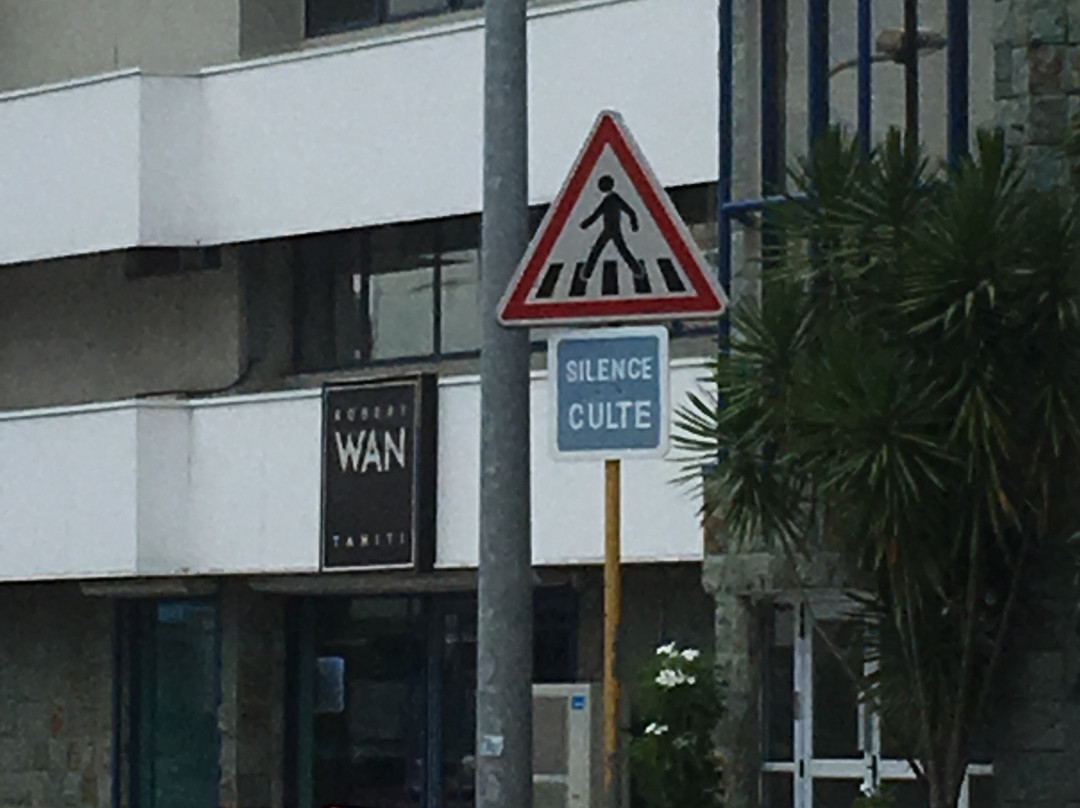 ROBERT
WAN
TAHITI
SILENCE
CULTE